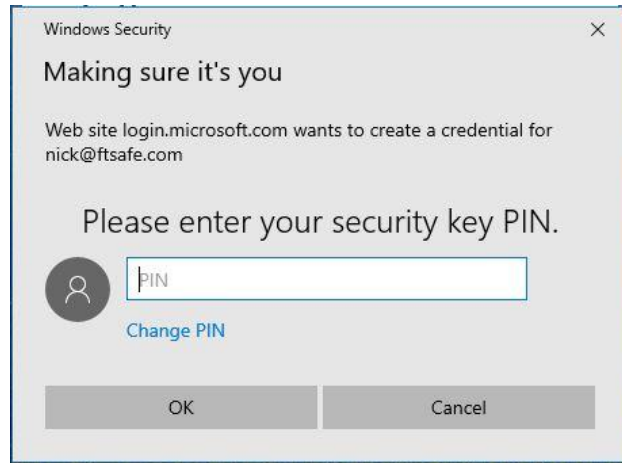 Windows Security
Making sure it's you
Web site login.microsoft.com wants to create a credential for
nick@ftsafe.com
Please enter your security key PIN.
PIN
Change PIN
OK
Cancel